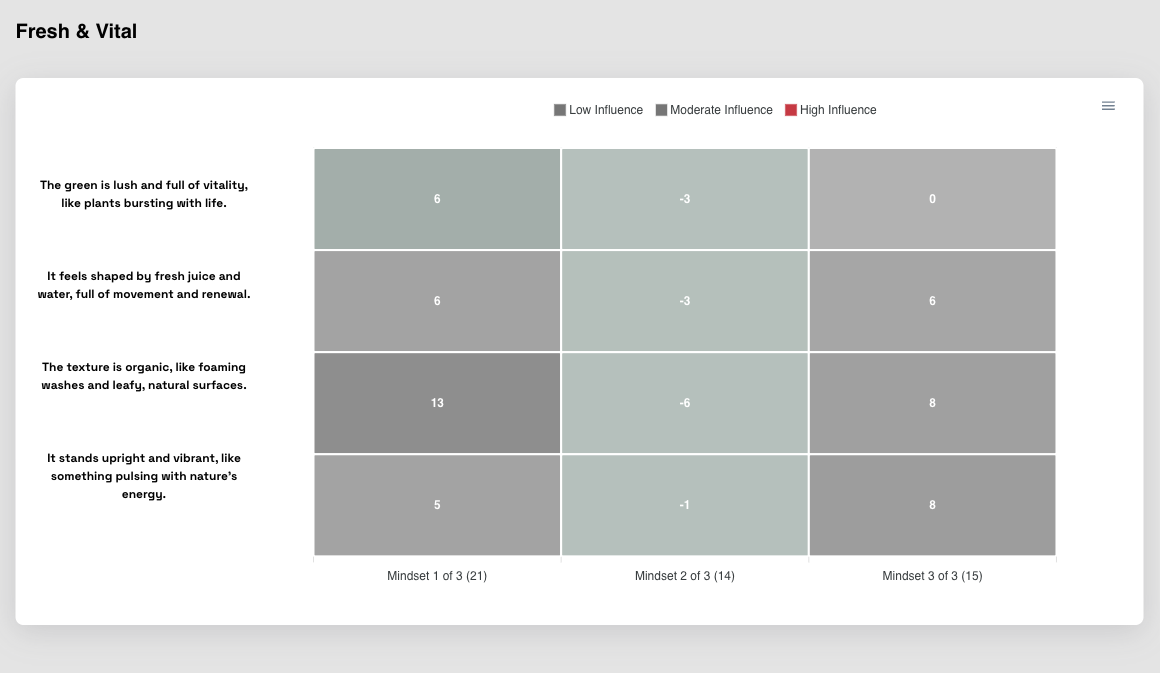 Fresh & Vital
Low Influence
Moderate Influence
High Influence
The green is lush and full of vitality,
like plants bursting with life.
6
-3
0
It feels shaped by fresh juice and
water, full of movement and renewal.
6
-3
6
The texture is organic, like foaming
washes and leafy, natural surfaces.
13
-6
8
It stands upright and vibrant, like
something pulsing with nature's
energy.
5
-1
8
Mindset 1 of 3 (21)
Mindset 2 of 3 (14)
Mindset 3 of 3 (15)